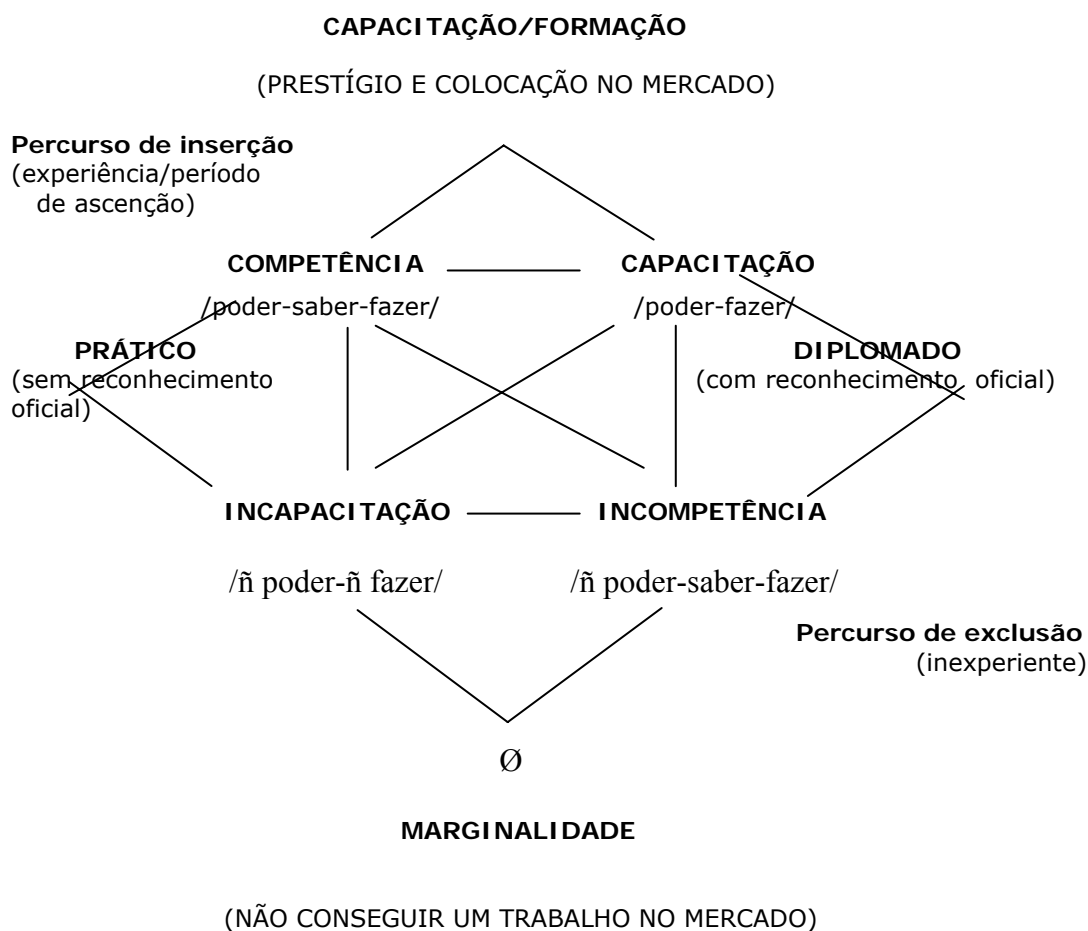 CAPACITAÇÃO/FORMAÇÃO
(PRESTÍGIO E COLOCAÇÃO NO MERCADO)
Percurso de inserção
(experiência/período
de ascenção)
COMPETÊNCIA
CAPACITAÇÃO
/poder-saber-fazer/
/poder-fazer/
PRÁTICO
(sem reconhecimento
oficial)
DIPLOMADO
(com reconhecimento oficial)
INCAPACITAÇÃO
INCOMPETÊNCIA
/ñ poder-ñ fazer/
/ñ poder-saber-fazer/
Percurso de exclusão
(inexperiente)
Ø
MARGINALIDADE
(NÃO CONSEGUIR UM TRABALHO NO MERCADO)